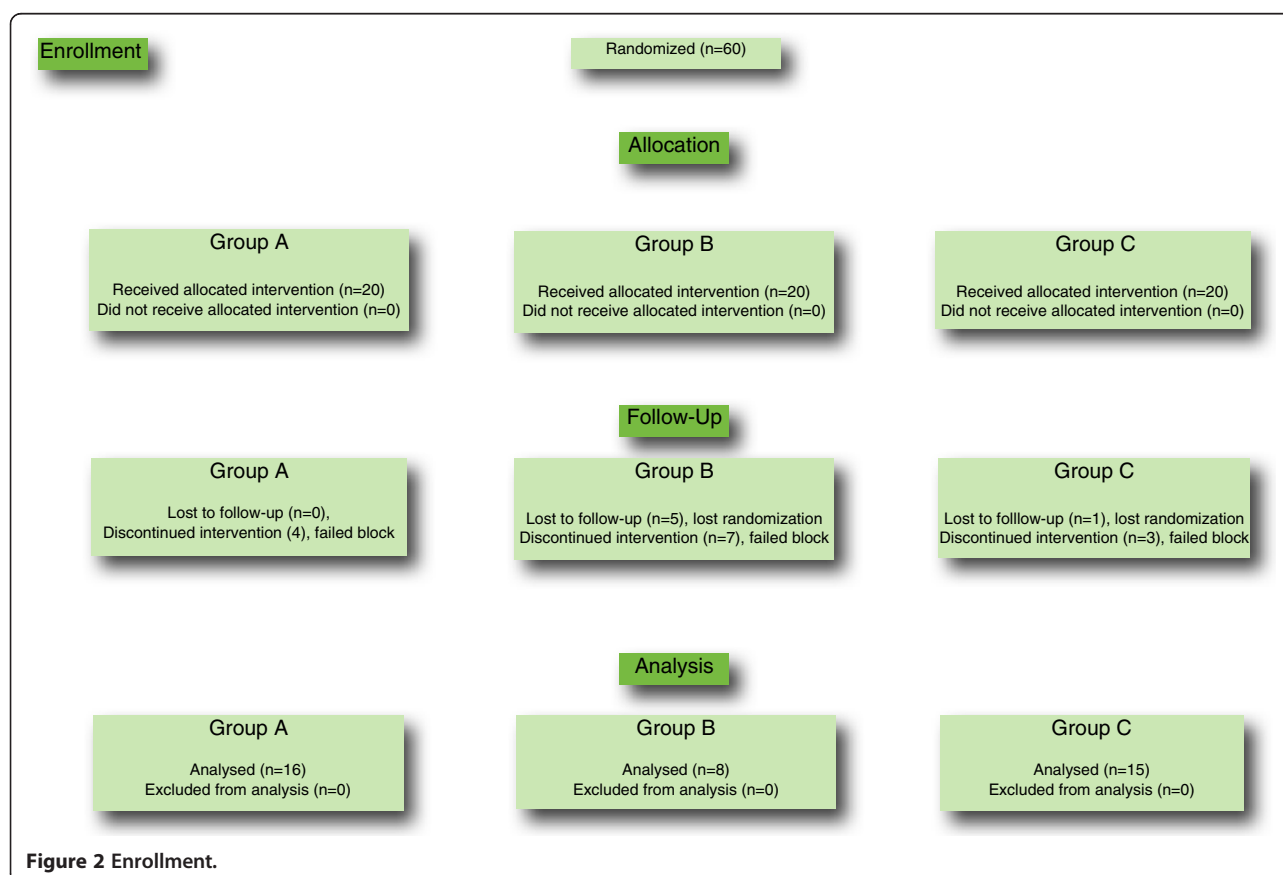 Enrollment
Randomized (n=60)
Allocation
Group A
Received allocated intervention (n=20)
Did not receive allocated intervention (n=0)
Group B
Received allocated intervention (n=20)
Did not receive allocated intervention (n=0)
Group C
Received allocated intervention (n=20)
Did not receive allocated intervention (n=0)
Follow-Up
Group A
Lost to follow-up (n=0),
Discontinued intervention (4), failed block
Group B
Lost to follow-up (n=5), lost randomization
Discontinued intervention (n=7), failed block
Group C
Lost to folllow-up (n=1), lost randomization
Discontinued intervention (n=3), failed block
Analysis
Group A
Analysed (n=16)
Excluded from analysis (n=0)
Group B
Analysed (n=8)
Excluded from analysis (n=0)
Group C
Analysed (n=15)
Excluded from analysis (n=0)
Figure 2 Enrollment.